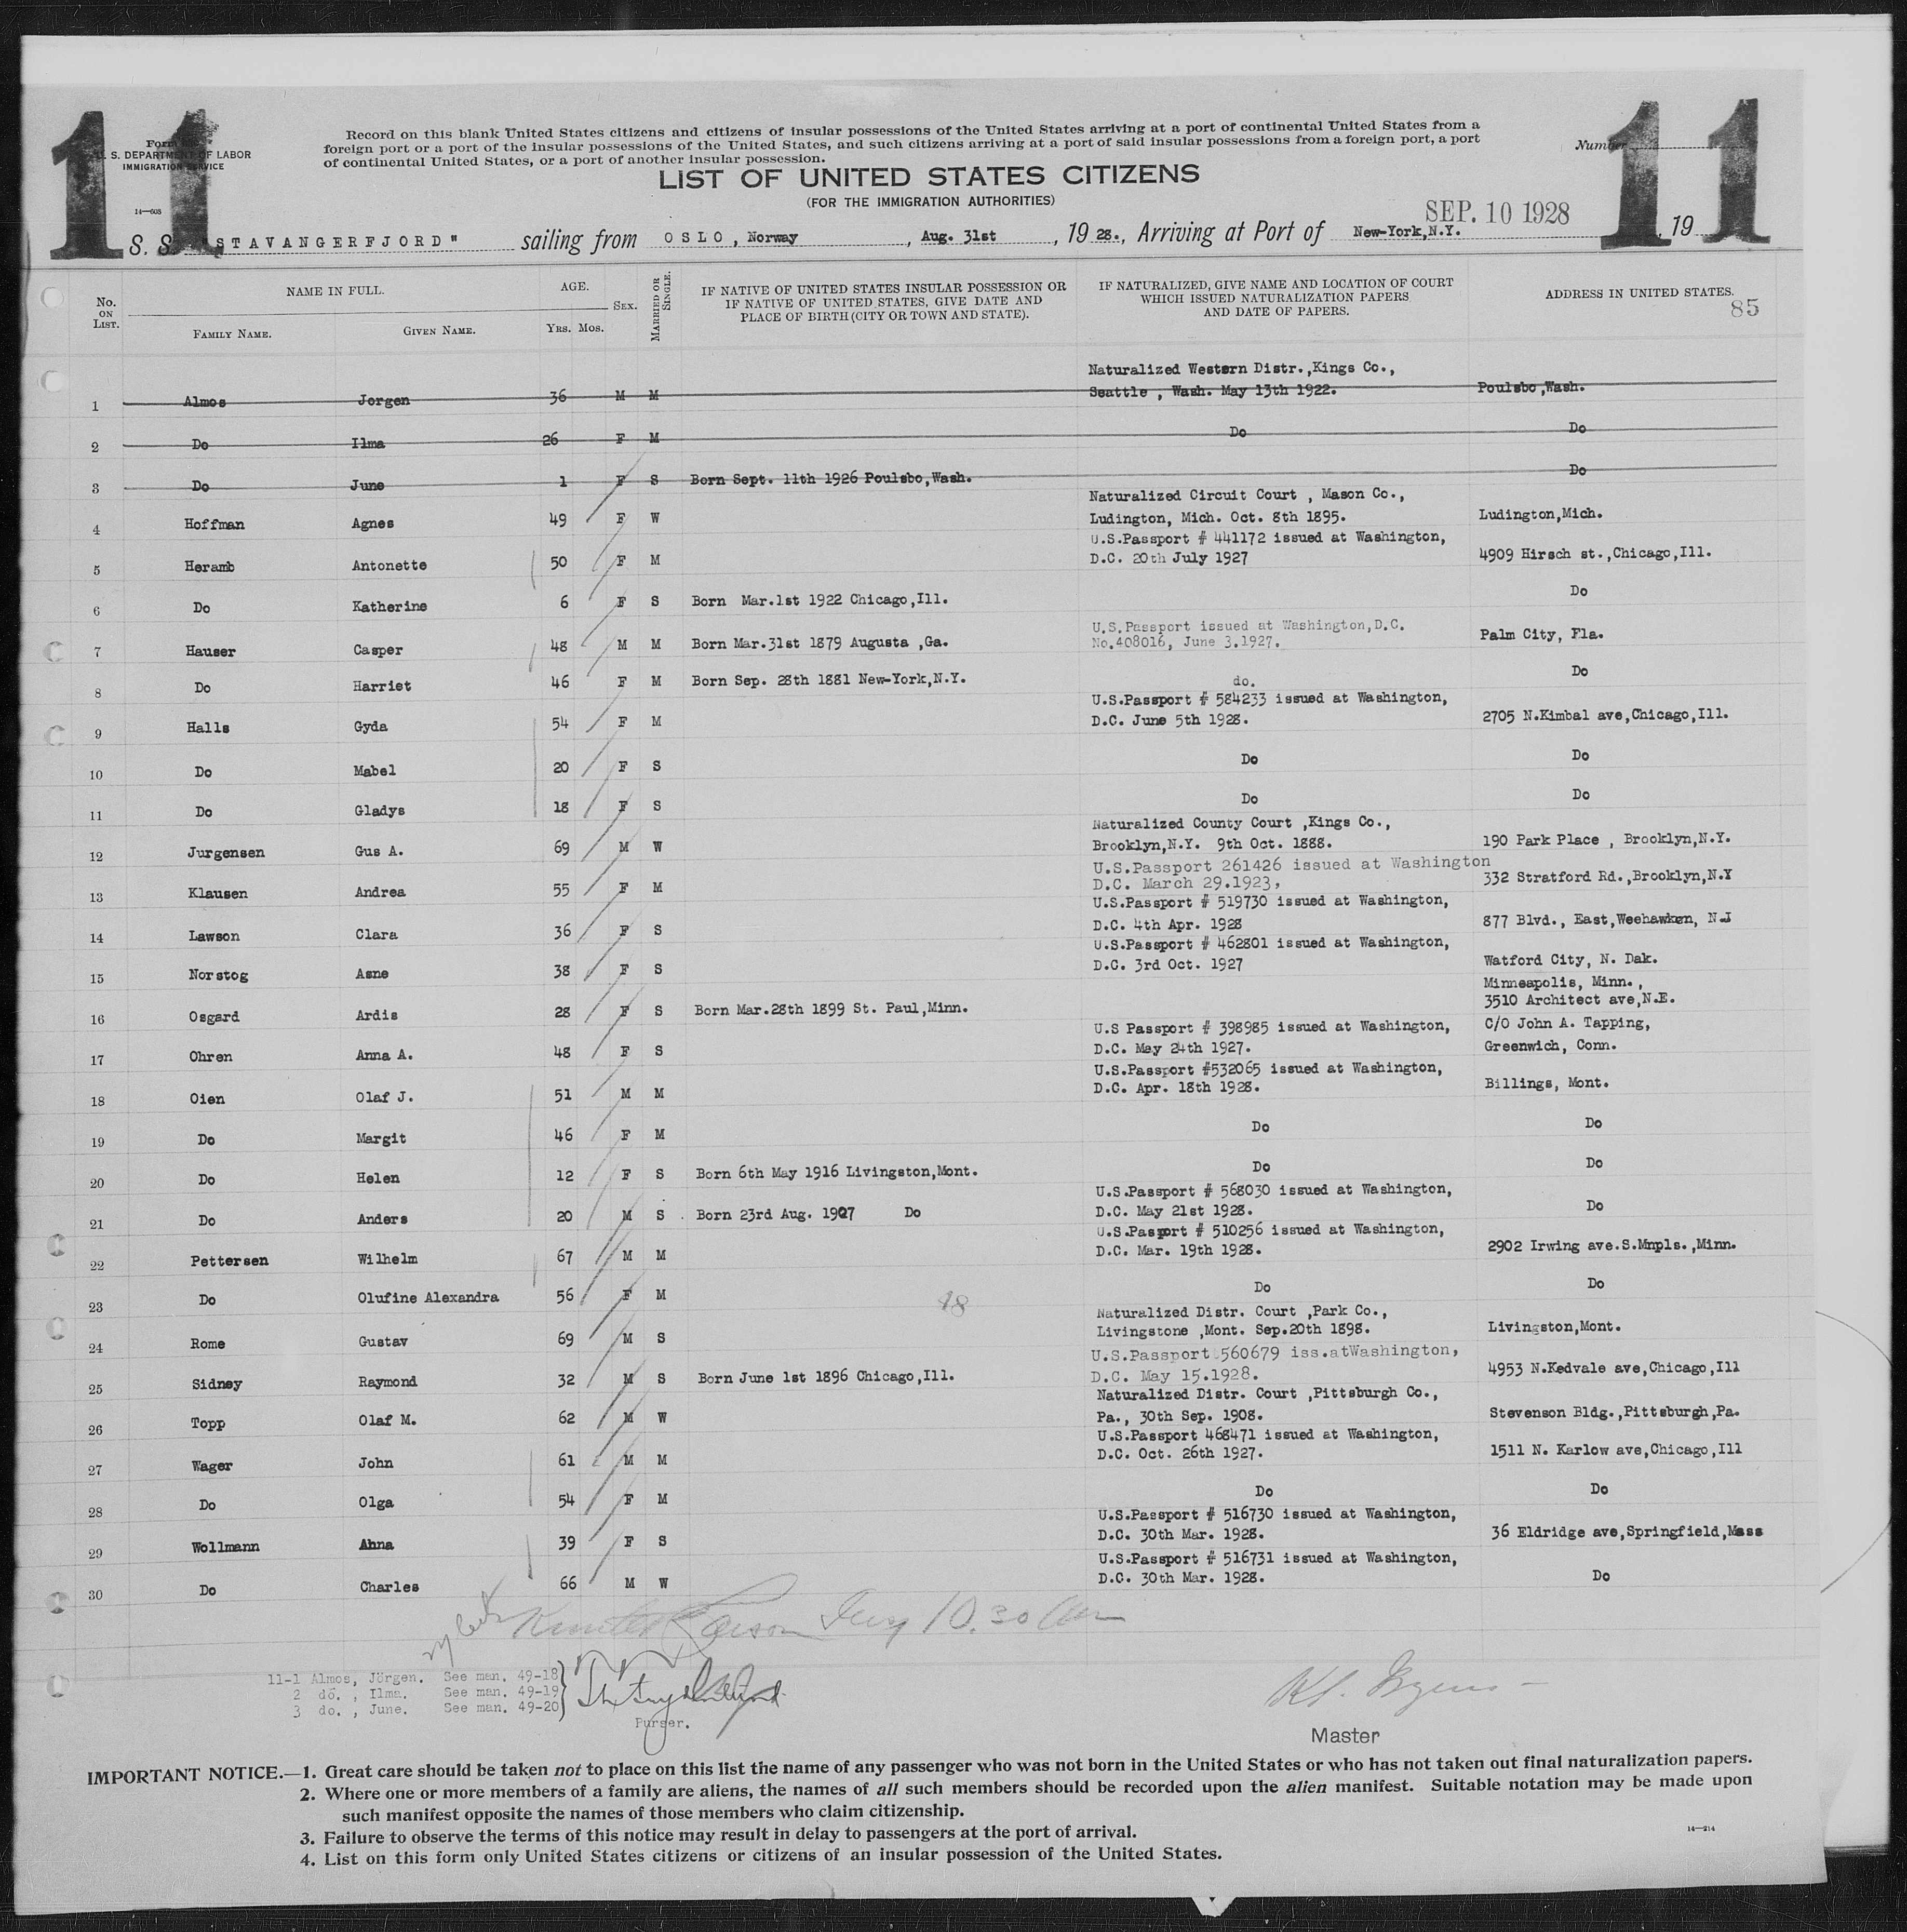 11 11
Form
U. S. DEPARTMENT OF LABOR
IMMIGRATION SERVICE
14—608
Record on this blank United States citizens and citizens of insular possessions of the United States arriving at a port of continental United States from a
foreign port or a port of the insular possessions of the United States, and such citizens arriving at a port of said insular possessions from a foreign port, a port
of continental United States, or a port of another insular possession.
Number
LIST OF UNITED STATES CITIZENS
(FOR THE IMMIGRATION AUTHORITIES)
SEP. 10 1928
S. S. "STAVANGERFJORD" sailing from OSLO, Norway, Aug. 31st, 1928., Arriving at Port of New-York,N.Y. , 19
85
No. ON LIST. NAME IN FULL. FAMILY NAME. GIVEN NAME. AGE. YRS. MOS. SEX. MARRIED OR SINGLE. IF NATIVE OF UNITED STATES INSULAR POSSESSION OR IF NATIVE OF UNITED STATES, GIVE DATE AND PLACE OF BIRTH (CITY OR TOWN AND STATE). IF NATURALIZED, GIVE NAME AND LOCATION OF COURT WHICH ISSUED NATURALIZATION PAPERS AND DATE OF PAPERS. ADDRESS IN UNITED STATES.
Naturalized Western Distr.,Kings Co.,
1 Almos Jorgen 36 M M Seattle , Wash. May 13th 1922. Poulsbo,Wash.
2 Do Ilma 26 F M Do Do
3 Do June 1 F S Born Sept. 11th 1926 Poulsbo,Wash. Do
Naturalized Circuit Court , Mason Co.,
4 Hoffman Agnes 49 F W Ludington, Mich. Oct. 8th 1895. Ludington,Mich.
U.S.Passport # 441172 issued at Washington,
5 Heramb Antonette 50 F M D.C. 20th July 1927 4909 Hirsch st.,Chicago,Ill.
6 Do Katherine 6 F S Born Mar.1st 1922 Chicago,Ill. Do
U.S.Passport issued at Washington,D.C.
7 Hauser Casper 48 M M Born Mar.31st 1879 Augusta ,Ga. No.408016, June 3.1927. Palm City, Fla.
8 Do Harriet 46 F M Born Sep. 28th 1881 New-York,N.Y. do. Do
U.S.Passport # 584233 issued at Washington,
9 Halls Gyda 54 F M D.C. June 5th 1928. 2705 N.Kimbal ave,Chicago,Ill.
10 Do Mabel 20 F S Do Do
11 Do Gladys 18 F S Do Do
Naturalized County Court ,Kings Co.,
12 Jurgensen Gus A. 69 M W Brooklyn,N.Y. 9th Oct. 1888. 190 Park Place , Brooklyn,N.Y.
U.S.Passport 261426 issued at Washington
13 Klausen Andrea 55 F M D.C. March 29.1923, 332 Stratford Rd.,Brooklyn,N.Y
U.S.Passport # 519730 issued at Washington,
14 Lawson Clara 36 F S D.C. 4th Apr. 1928 877 Blvd., East,Weehawken, N.J
U.S.Passport # 462801 issued at Washington,
15 Norstog Asne 38 F S D.C. 3rd Oct. 1927 Watford City, N. Dak.
Minneapolis, Minn.,
16 Osgard Ardis 28 F S Born Mar.28th 1899 St. Paul,Minn. 3510 Architect ave,N.E.
U.S Passport # 398985 issued at Washington, C/O John A. Tapping,
17 Ohren Anna A. 48 F S D.C. May 24th 1927. Greenwich, Conn.
U.S.Passport #532065 issued at Washington,
18 Oien Olaf J. 51 M M D.C. Apr. 18th 1928. Billings, Mont.
19 Do Margit 46 F M Do Do
20 Do Helen 12 F S Born 6th May 1916 Livingston,Mont. Do Do
U.S.Passport # 568030 issued at Washington,
21 Do Anders 20 M S Born 23rd Aug. 1907 Do D.C. May 21st 1928. Do
U.S.Passport # 510256 issued at Washington,
22 Pettersen Wilhelm 67 M M D.C. Mar. 19th 1928. 2902 Irwing ave.S.Mnpls.,Minn.
23 Do Olufine Alexandra 56 F M 18 Do Do
Naturalized Distr. Court ,Park Co.,
24 Rome Gustav 69 M S Livingstone ,Mont. Sep.20th 1898. Livingston,Mont.
U.S.Passport 560679 iss.atWashington,
25 Sidney Raymond 32 M S Born June 1st 1896 Chicago,Ill. D.C. May 15.1928. 4953 N.Kedvale ave,Chicago,Ill
Naturalized Distr. Court ,Pittsburgh Co.,
26 Topp Olaf M. 62 M W Pa., 30th Sep. 1908. Stevenson Bldg.,Pittsburgh,Pa.
U.S.Passport 468471 issued at Washington,
27 Wager John 61 M M D.C. Oct. 26th 1927. 1511 N. Karlow ave,Chicago,Ill
28 Do Olga 54 F M Do Do
U.S.Passport # 516730 issued at Washington,
29 Wollmann Ahna 39 F S D.C. 30th Mar. 1928. 36 Eldridge ave,Springfield,Mass
U.S.Passport # 516731 issued at Washington,
30 Do Charles 66 M W D.C. 30th Mar. 1928. Do
10.30 am
11-1 Almos, Jörgen. See man. 49-18
2 do. , Ilma. See man. 49-19
3 do. , June. See man. 49-20
Purser.
Master
IMPORTANT NOTICE.—1. Great care should be taken not to place on this list the name of any passenger who was not born in the United States or who has not taken out final naturalization papers.
2. Where one or more members of a family are aliens, the names of all such members should be recorded upon the alien manifest. Suitable notation may be made upon
such manifest opposite the names of those members who claim citizenship.
3. Failure to observe the terms of this notice may result in delay to passengers at the port of arrival.
4. List on this form only United States citizens or citizens of an insular possession of the United States.
14—214